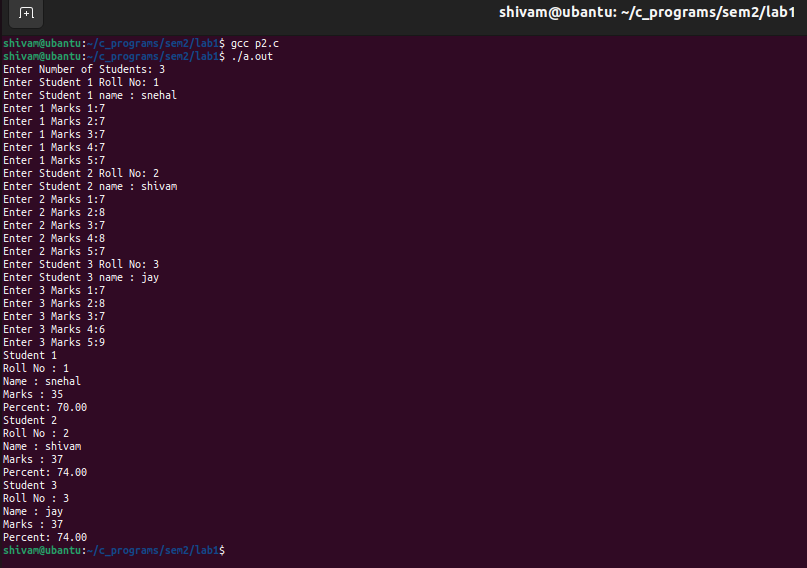 shivam@ubantu: ~/c_programs/sem2/lab1
shivam@ubantu:~/c_programs/sem2/lab1$ gcc p2.c
shivam@ubantu:~/c_programs/sem2/lab1$ ./a.out
Enter Number of Students: 3
Enter Student 1 Roll No: 1
Enter Student 1 name : snehal
Enter 1 Marks 1:7
Enter 1 Marks 2:7
Enter 1 Marks 3:7
Enter 1 Marks 4:7
Enter 1 Marks 5:7
Enter Student 2 Roll No: 2
Enter Student 2 name : shivam
Enter 2 Marks 1:7
Enter 2 Marks 2:8
Enter 2 Marks 3:7
Enter 2 Marks 4:8
Enter 2 Marks 5:7
Enter Student 3 Roll No: 3
Enter Student 3 name : jay
Enter 3 Marks 1:7
Enter 3 Marks 2:8
Enter 3 Marks 3:7
Enter 3 Marks 4:6
Enter 3 Marks 5:9
Student 1
Roll No : 1
Name : snehal
Marks : 35
Percent: 70.00
Student 2
Roll No : 2
Name : shivam
Marks : 37
Percent: 74.00
Student 3
Roll No : 3
Name : jay
Marks : 37
Percent: 74.00
shivam@ubantu:~/c_programs/sem2/lab1$